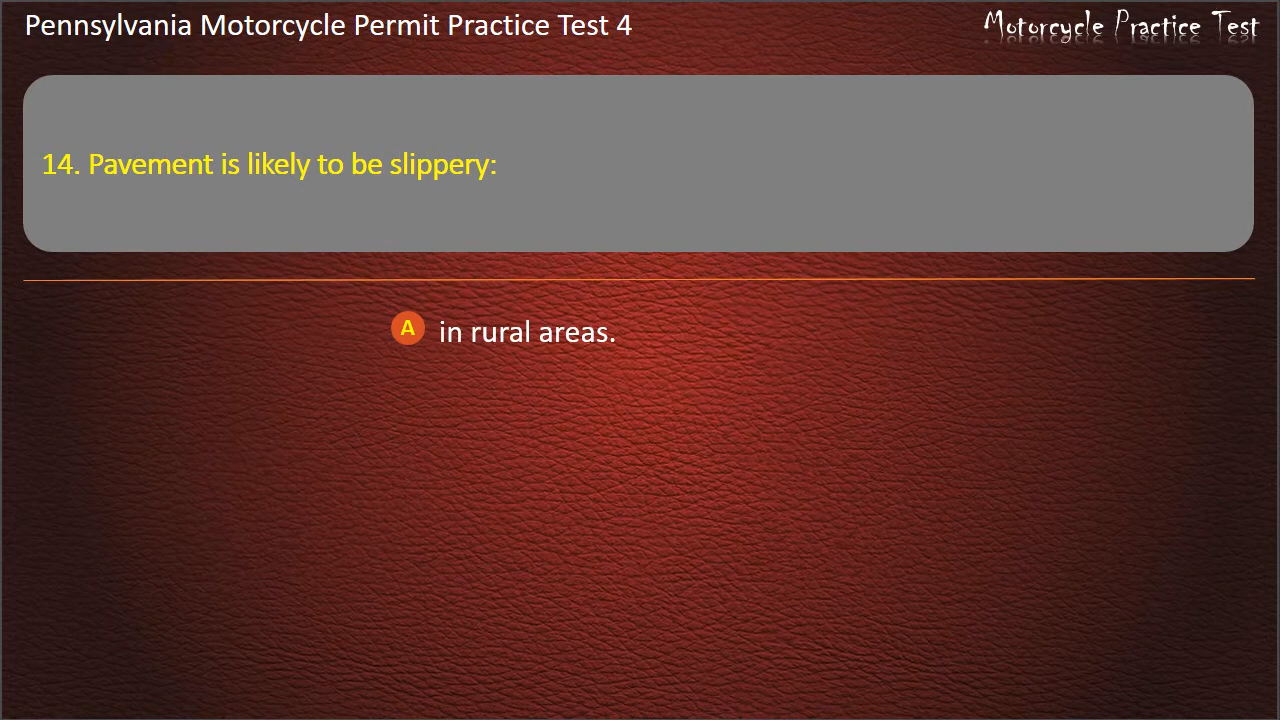 Pennsylvania Motorcycle Permit Practice Test 4
Motorcycle Practice Test
14. Pavement is likely to be slippery:
A in rural areas.